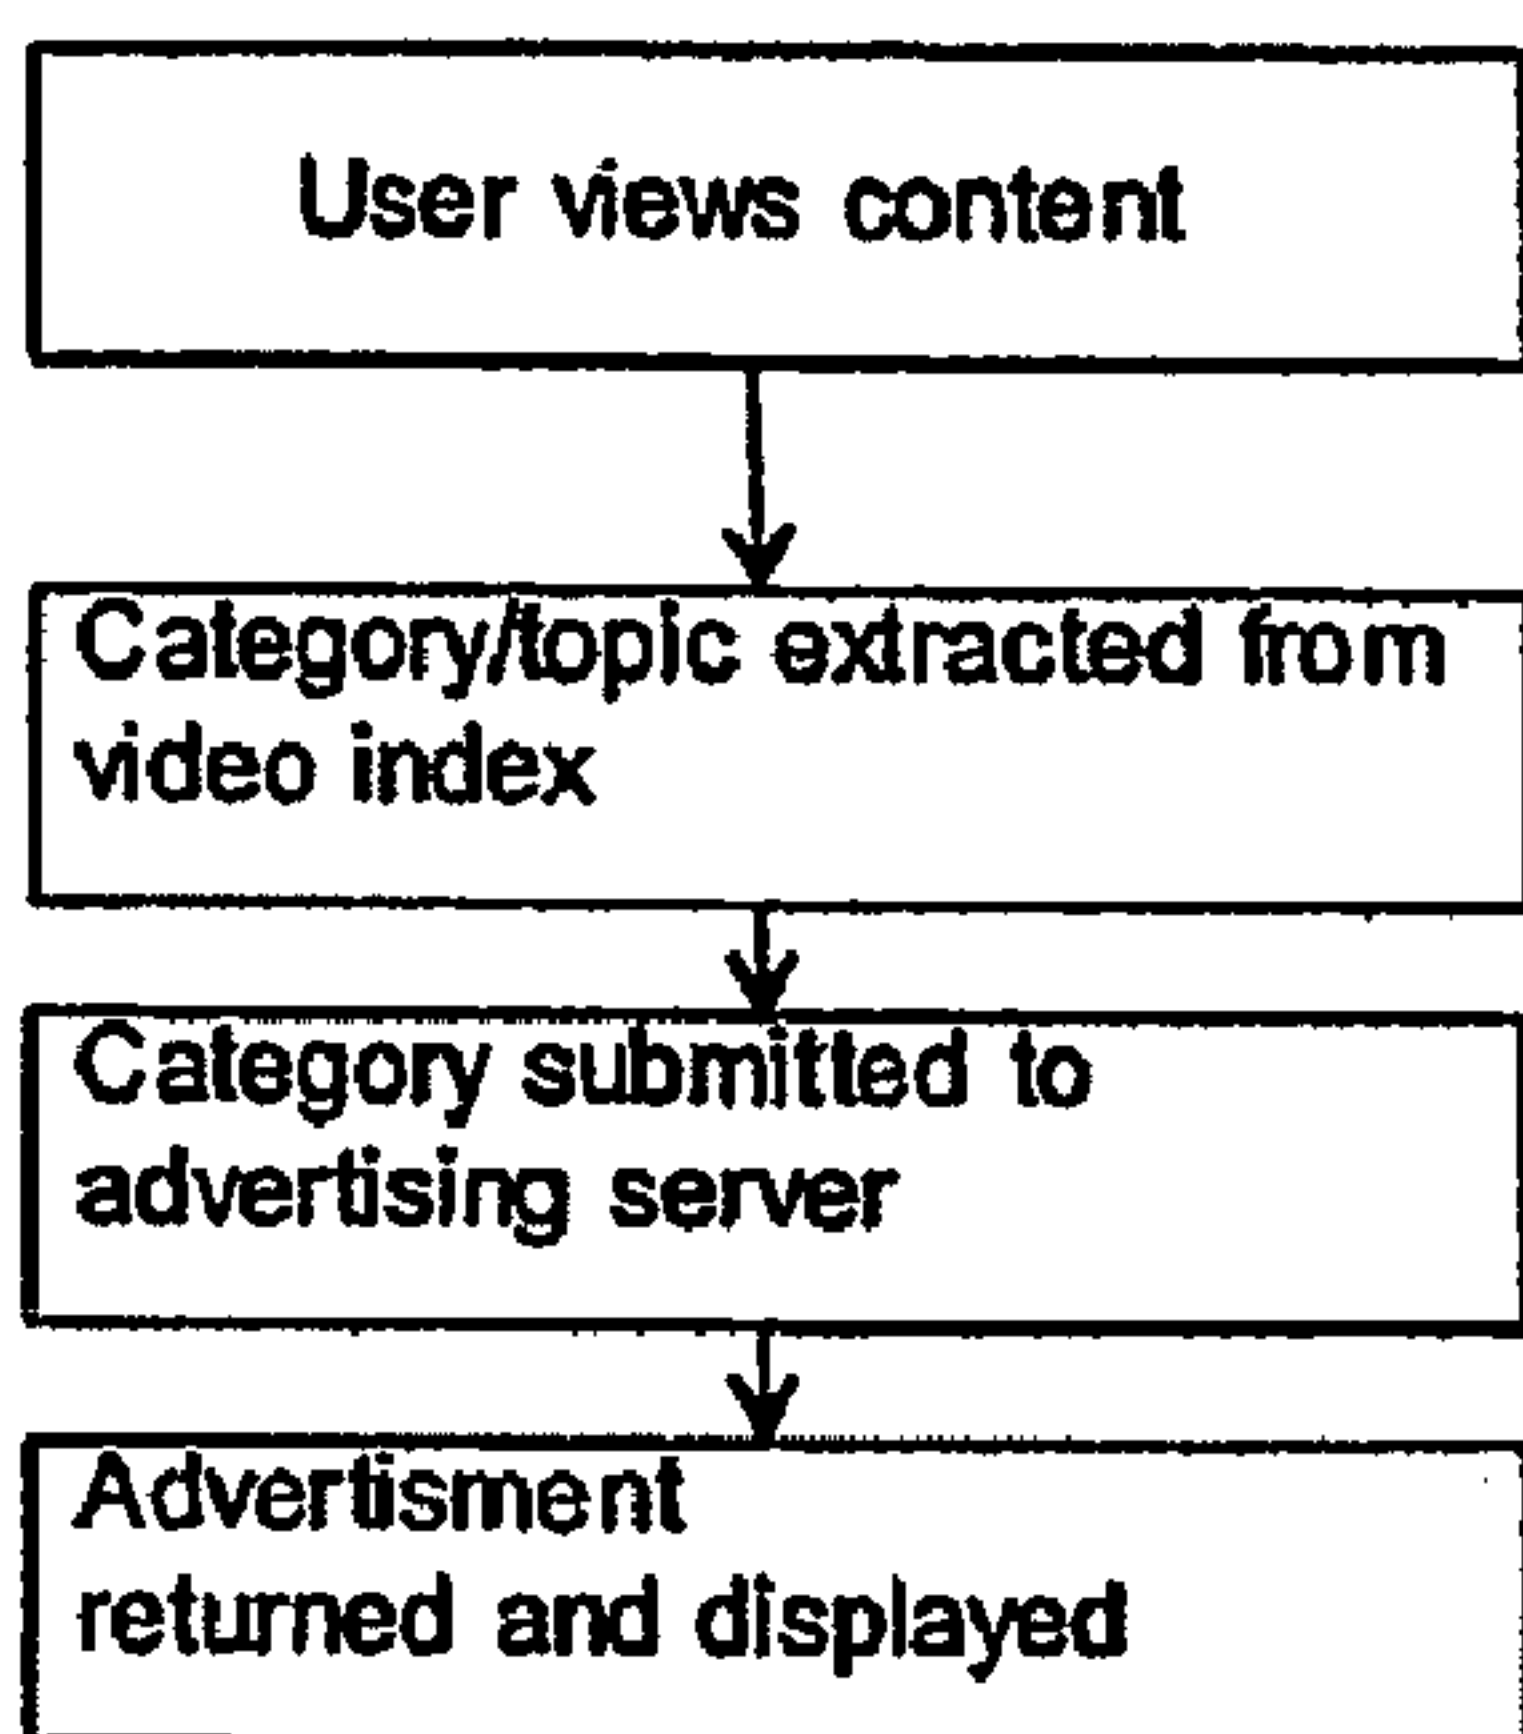 User views content
Category/topic extracted from
video index
Category submitted to
advertising server
Advertisment
returned and displayed